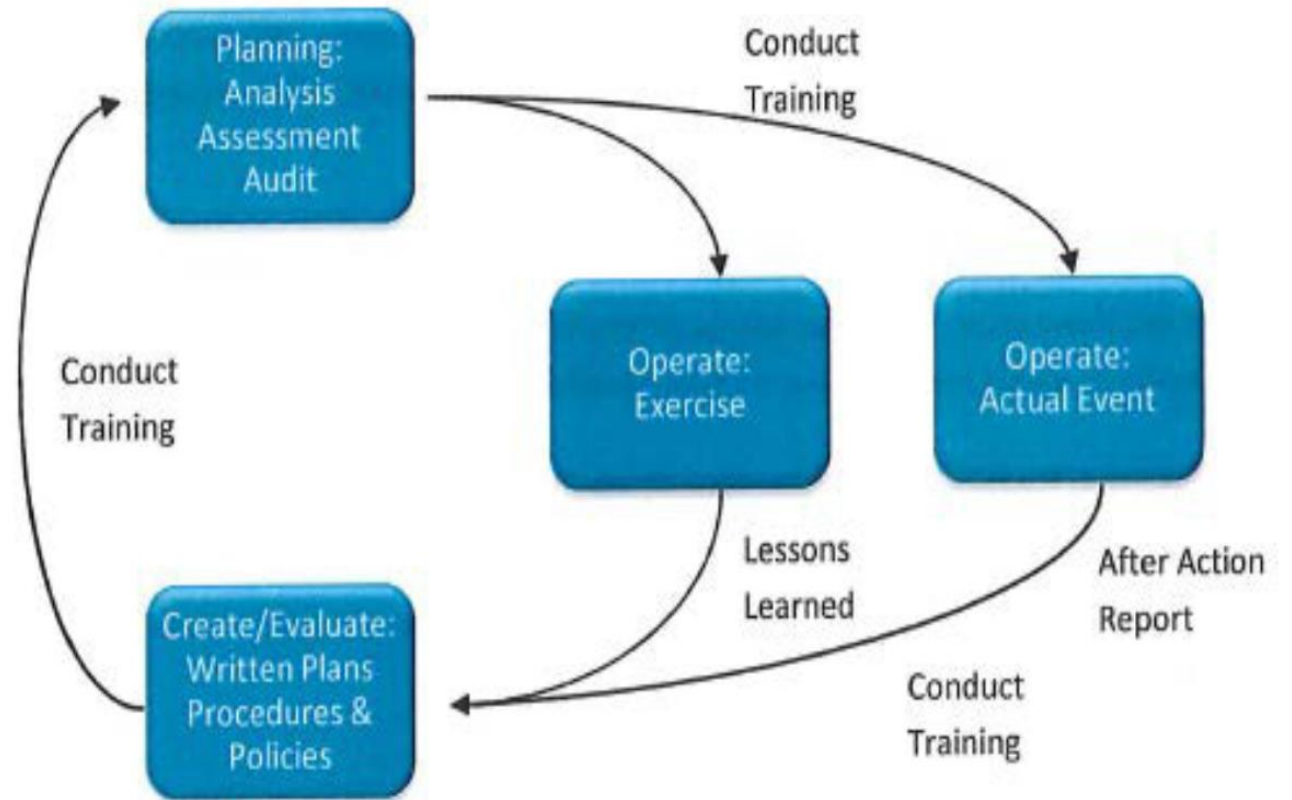 Planning:
Analysis
Assessment
Audit
Conduct
Training
Operate:
Exercise
Operate:
Actual Event
Conduct
Training
Lessons
Learned
After Action
Report
Create/Evaluate:
Written Plans
Procedures &
Policies
Conduct
Training